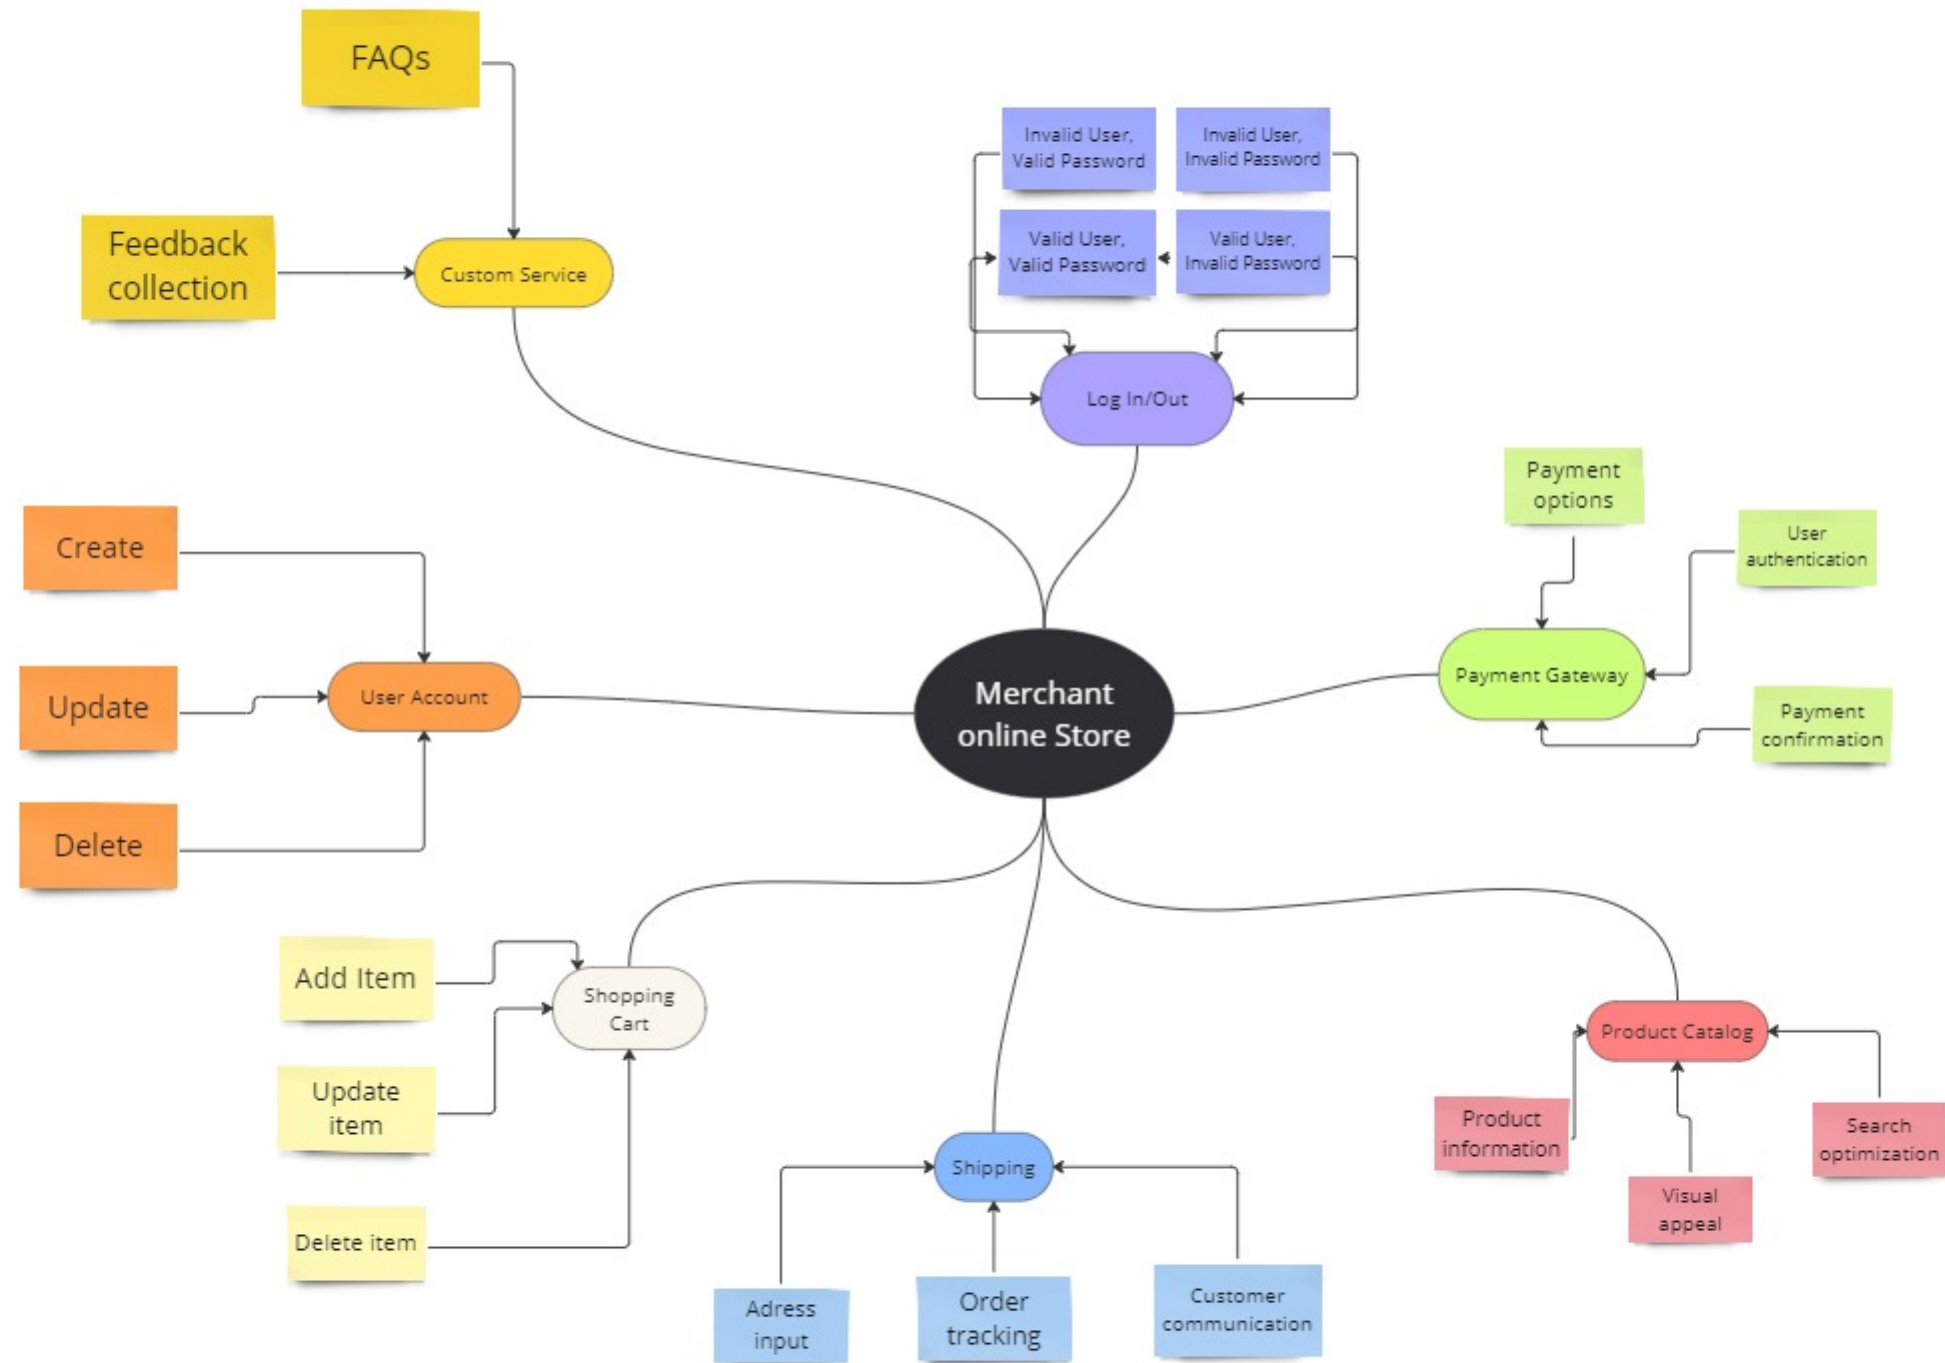 FAQs
Feedback
collection
Custom Service
Invalid User,
Valid Password
Invalid User,
Invalid Password
Valid User,
Valid Password
Valid User,
Invalid Password
Log In/Out
Payment
options
User
authentication
Payment Gateway
Payment
confirmation
Create
Update
Delete
User Account
Merchant
online Store
Add Item
Update
item
Delete item
Shopping
Cart
Shipping
Adress
input
Order
tracking
Customer
communication
Product Catalog
Product
information
Visual
appeal
Search
optimization